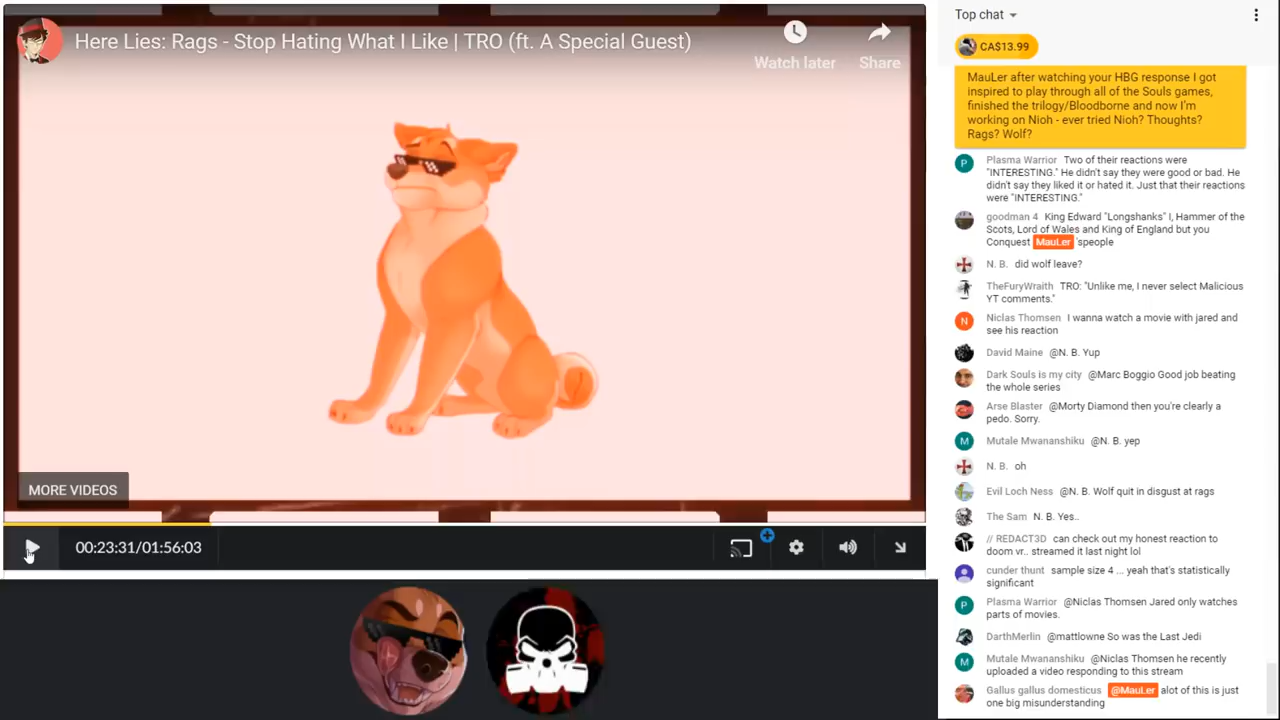 Here Lies: Rags - Stop Hating What I Like | TRO (ft. A Special Guest)
Watch later
Share
MORE VIDEOS
00:23:31/01:56:03
Top chat
CA$13.99
MauLer after watching your HBG response I got
inspired to play through all of the Souls games,
finished the trilogy/Bloodborne and now I'm
working on Nioh - ever tried Nioh? Thoughts?
Rags? Wolf?
P
Plasma Warrior Two of their reactions were
"INTERESTING." He didn't say they were good or bad. He
didn't say they liked it or hated it. Just that their reactions
were "INTERESTING."
goodman 4 King Edward "Longshanks" I, Hammer of the
Scots, Lord of Wales and King of England but you
Conquest MauLer 'speople
N. B. did wolf leave?
TheFuryWraith TRO: "Unlike me, I never select Malicious
YT comments."
N
Niclas Thomsen I wanna watch a movie with jared and
see his reaction
David Maine @N. B. Yup
Dark Souls is my city @Marc Boggio Good job beating
the whole series
Arse Blaster @Morty Diamond then you're clearly a
pedo. Sorry.
M
Mutale Mwananshiku @N. B. yep
N. B. oh
Evil Loch Ness @N. B. Wolf quit in disgust at rags
The Sam N. B. Yes..
// REDACT3D can check out my honest reaction to
doom vr.. streamed it last night lol
cunder thunt sample size 4 ... yeah that's statistically
significant
P
Plasma Warrior @Niclas Thomsen Jared only watches
parts of movies.
DarthMerlin @mattlowne So was the Last Jedi
M
Mutale Mwananshiku @Niclas Thomsen he recently
uploaded a video responding to this stream
Gallus gallus domesticus @MauLer alot of this is just
one big misunderstanding